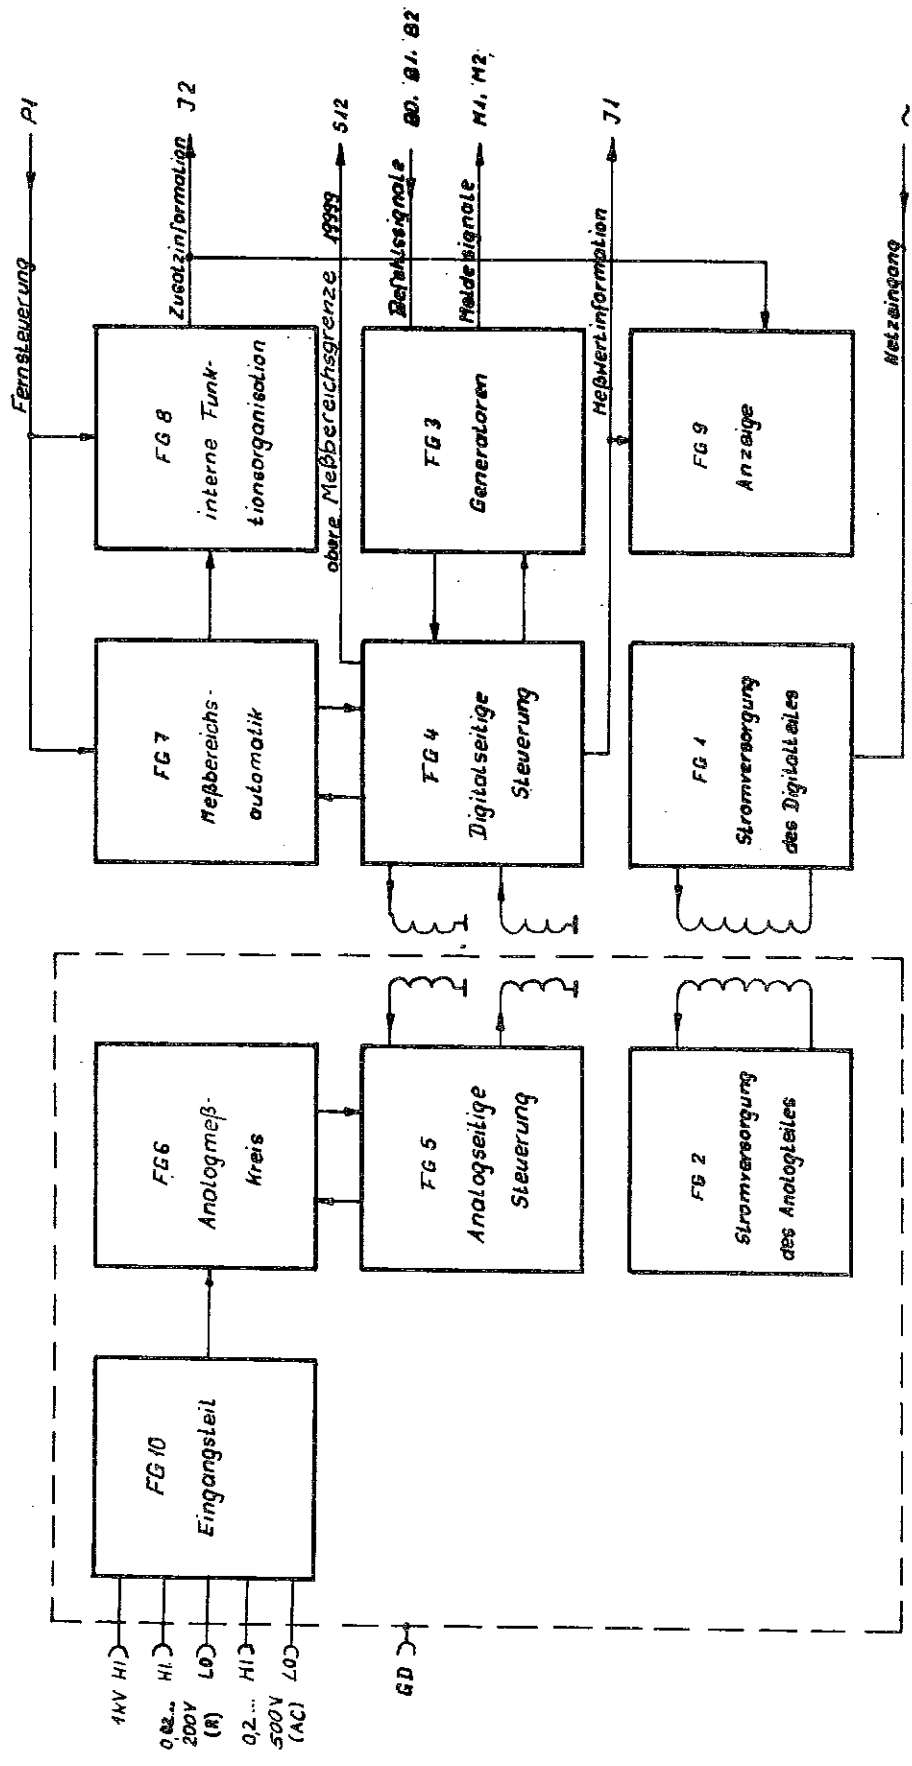 1kV HI
0,02... HI
200V LO
(R)
0,2... HI
500V LO
(AC)
GD
FG 10
Eingangsteil
FG 6
Analogmeß-
kreis
FG 5
Analogseitige
Steuerung
FG 2
Stromversorgung
des Analogteiles
FG 7
Meßbereichs-
automatik
FG 4
Digitalseitige
Steuerung
FG 1
Stromversorgung
des Digitalteiles
FG 8
interne Funk-
tionsorganisation
FG 3
Generatoren
FG 9
Anzeige
Fernsteuerung P1
Zusatzinformation J2
obere Meßbereichsgrenze 19999 S12
Befehlssignale B0, B1, B2
Meldesignale M1, M2
Meßwertinformation J1
Netzeingang ~